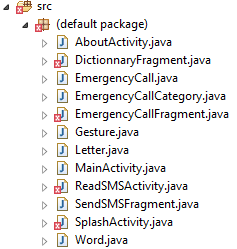 src
(default package)
AboutActivity.java
DictionnaryFragment.java
EmergencyCall.java
EmergencyCallCategory.java
EmergencyCallFragment.java
Gesture.java
Letter.java
MainActivity.java
ReadSMSActivity.java
SendSMSFragment.java
SplashActivity.java
Word.java